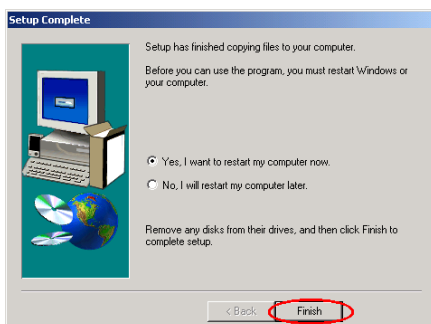 Setup Complete
Setup has finished copying files to your computer.
Before you can use the program, you must restart Windows or
your computer.
Yes, I want to restart my computer now.
No, I will restart my computer later.
Remove any disks from their drives, and then click Finish to
complete setup.
< Back
Finish